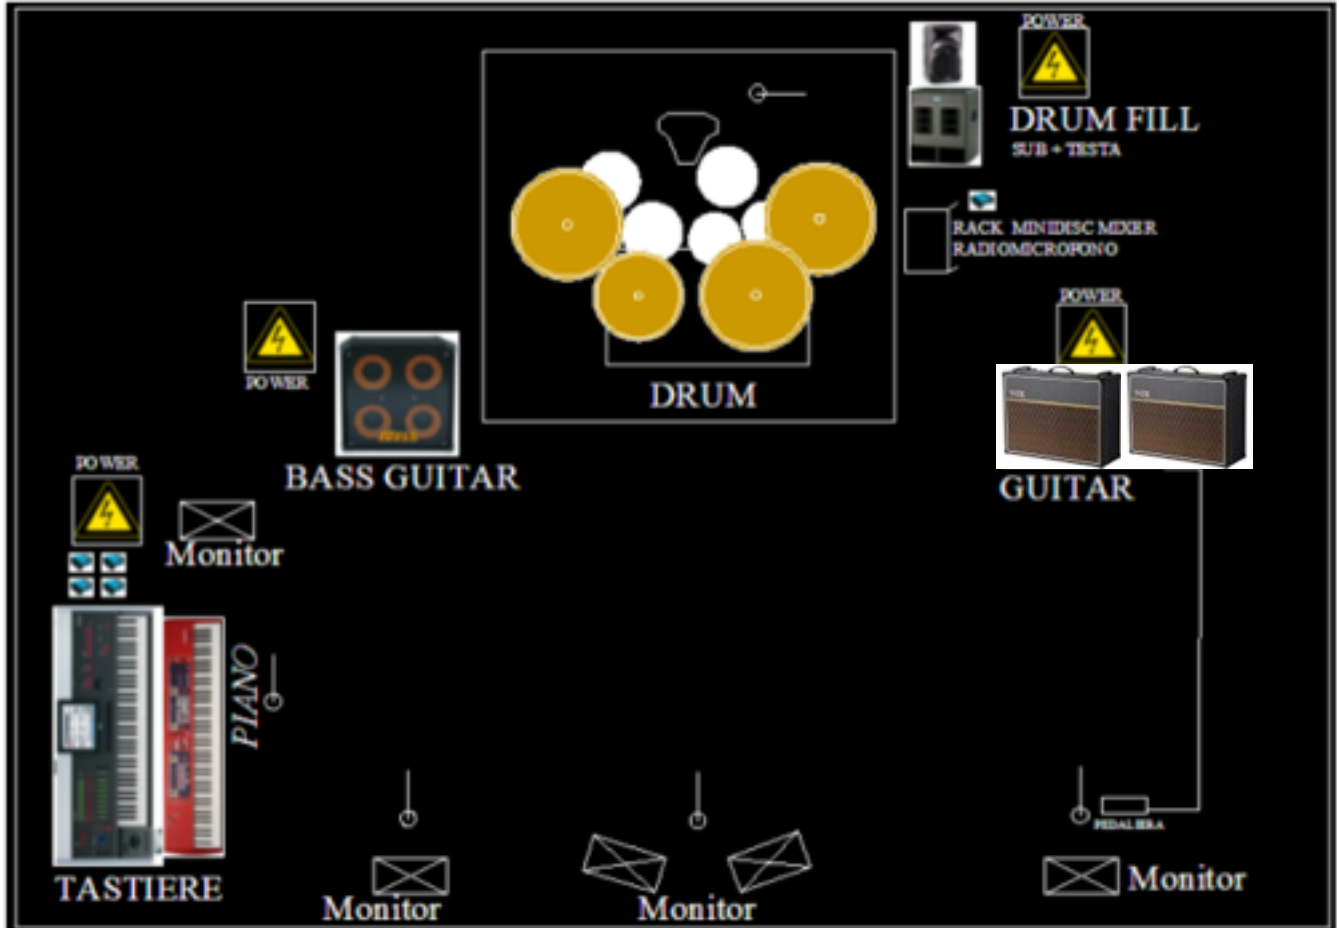 POWER
DRUM FILL
SUB + TESTA
RACK MINIDISC MIXER
RADIOMICROFONO
POWER
POWER
DRUM
VOX
BASS GUITAR
GUITAR
POWER
Monitor
PIANO
PEDALIERA
TASTIERE
Monitor
Monitor
Monitor